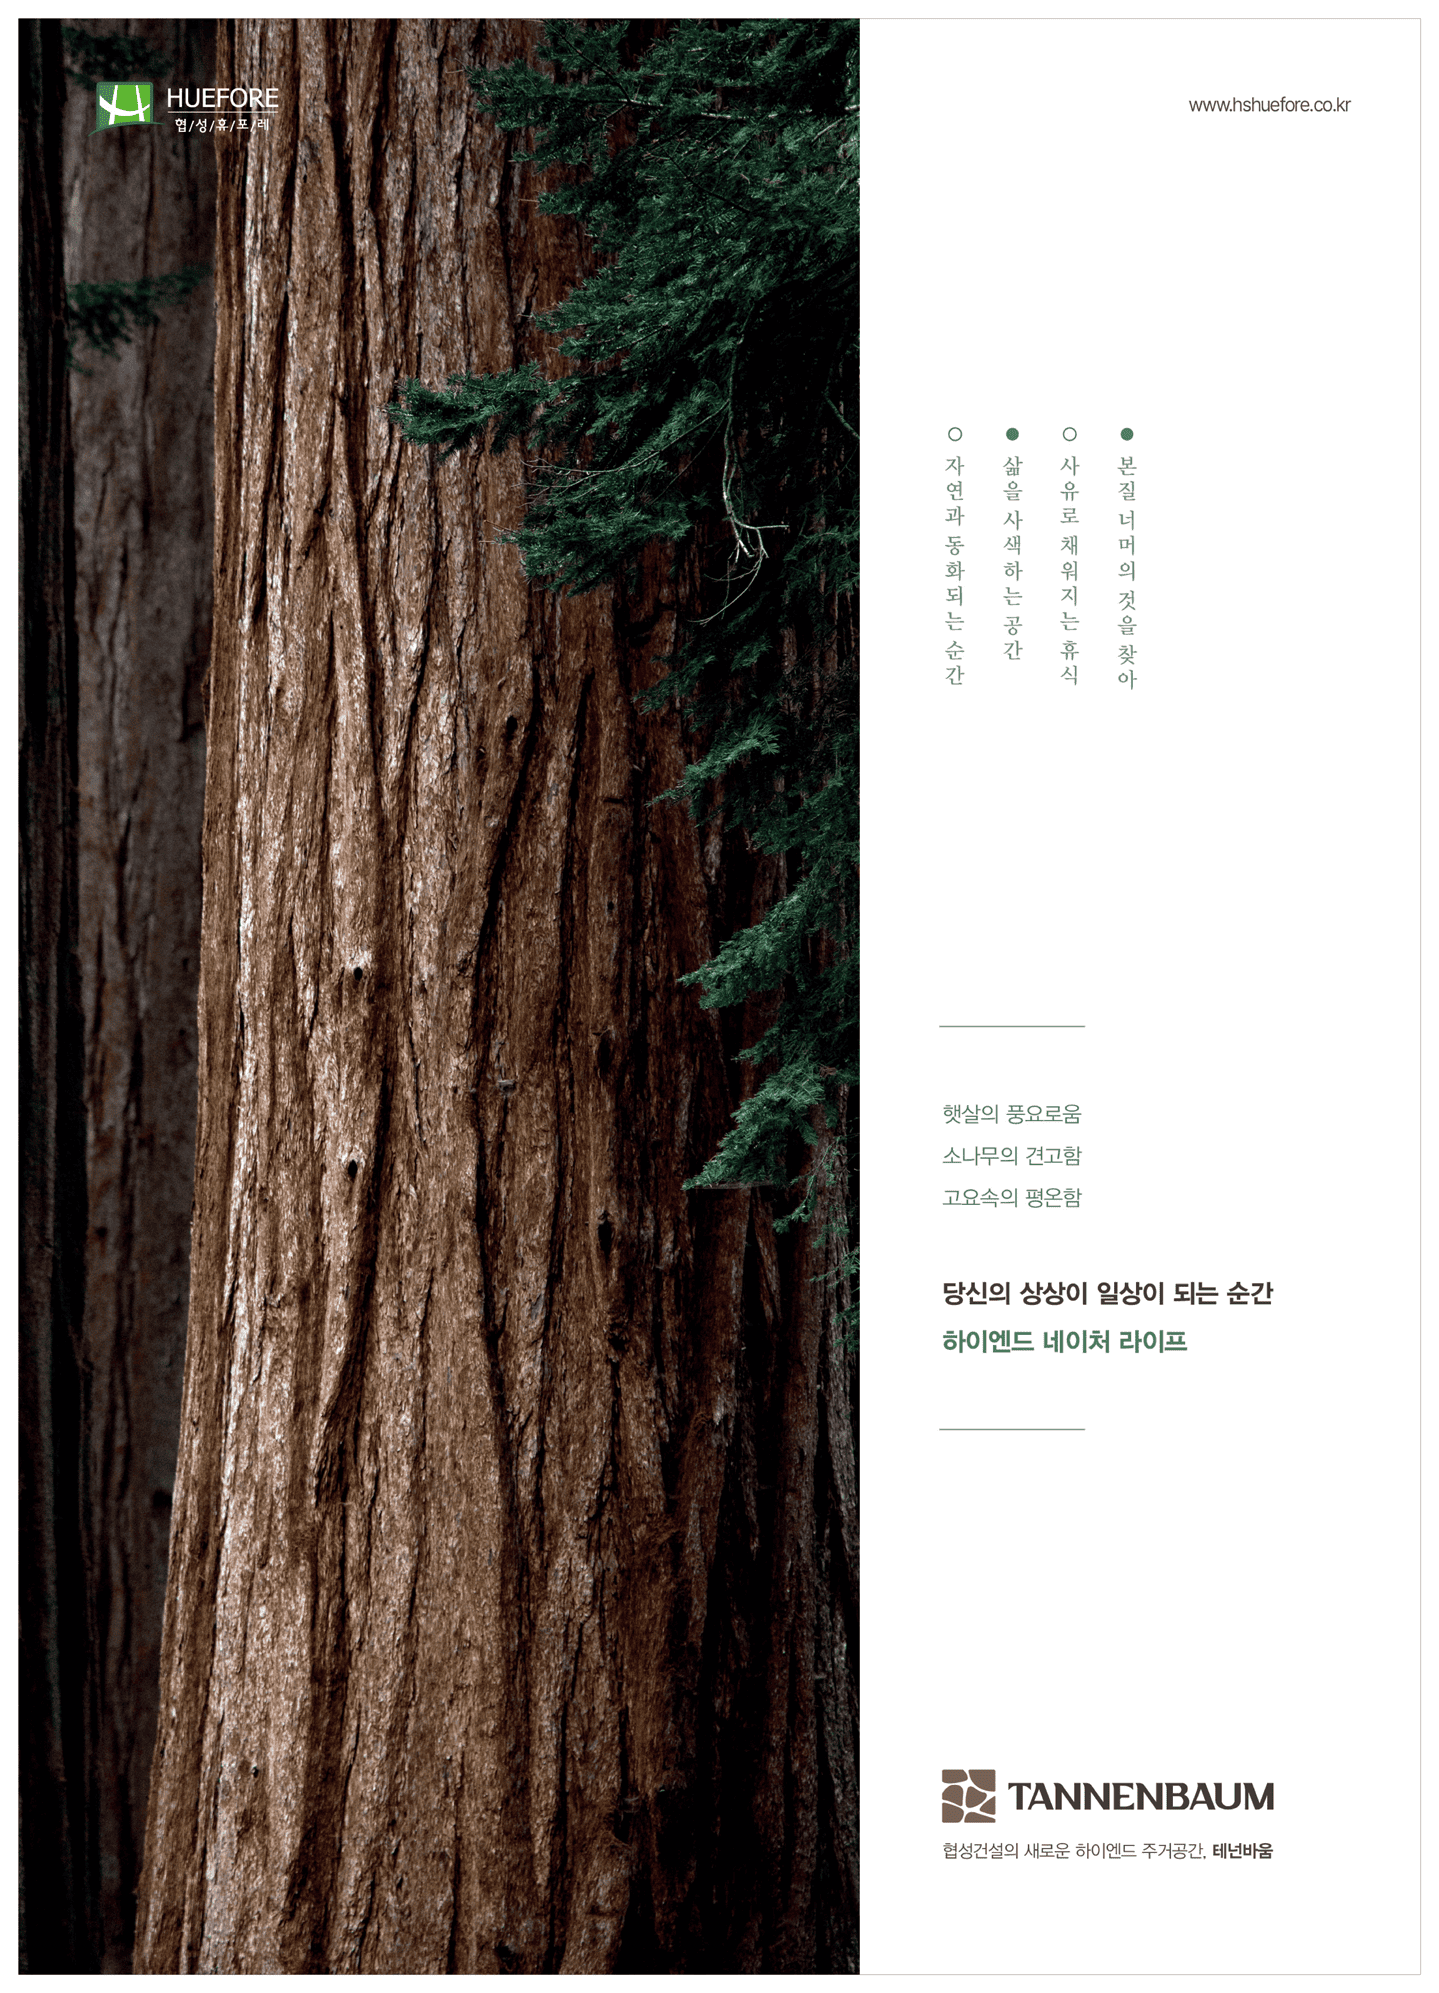 HUEFORE
협/성/휴/포/레
www.hshuefore.co.kr
본질 너머의 것을 찾아
사유로 채워지는 휴식
삶을 사색하는 공간
자연과 동화되는 순간
햇살의 풍요로움
소나무의 견고함
고요속의 평온함
당신의 상상이 일상이 되는 순간
하이엔드 네이처 라이프
TANNENBAUM
협성건설의 새로운 하이엔드 주거공간, 테넌바움